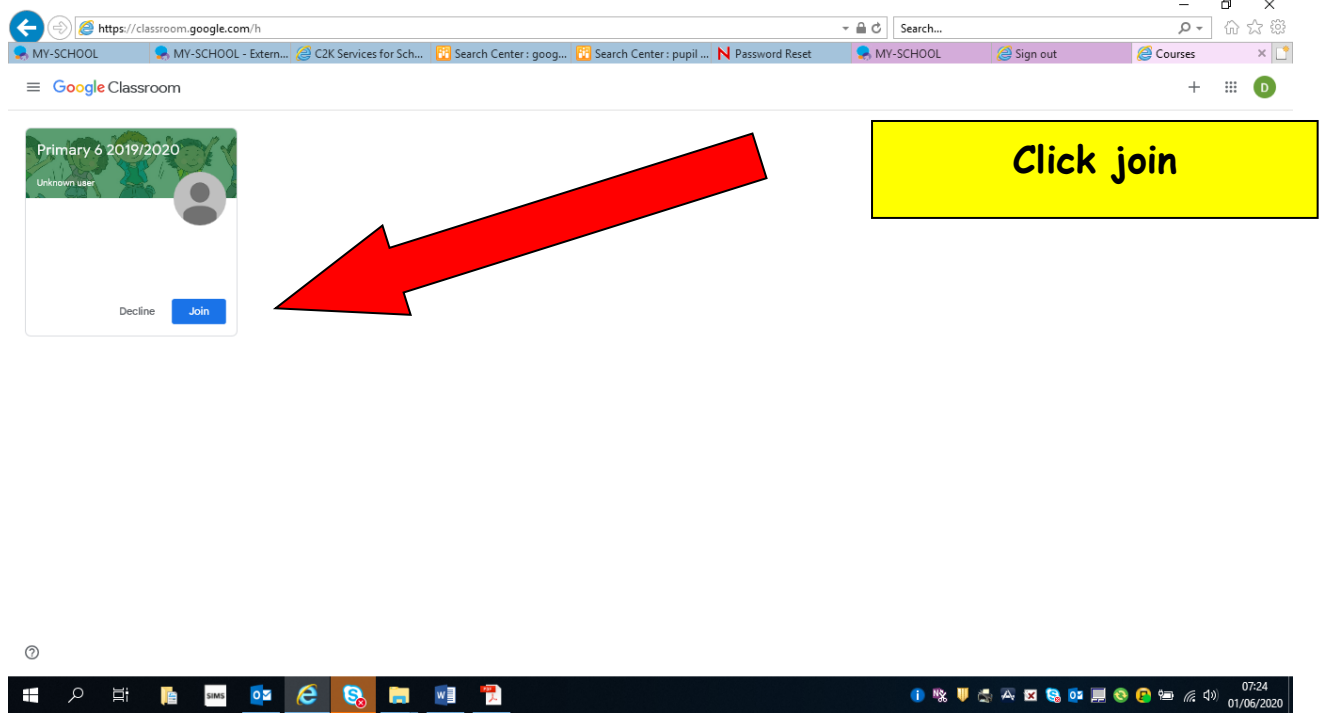 https://classroom.google.com/h
Search...
MY-SCHOOL
MY-SCHOOL - Extern...
C2K Services for Sch...
Search Center : goog...
Search Center : pupil ...
Password Reset
MY-SCHOOL
Sign out
Courses
Google Classroom
D
Primary 6 2019/2020
Unknown user
Decline
Join
Click join
SIMS
07:24
01/06/2020